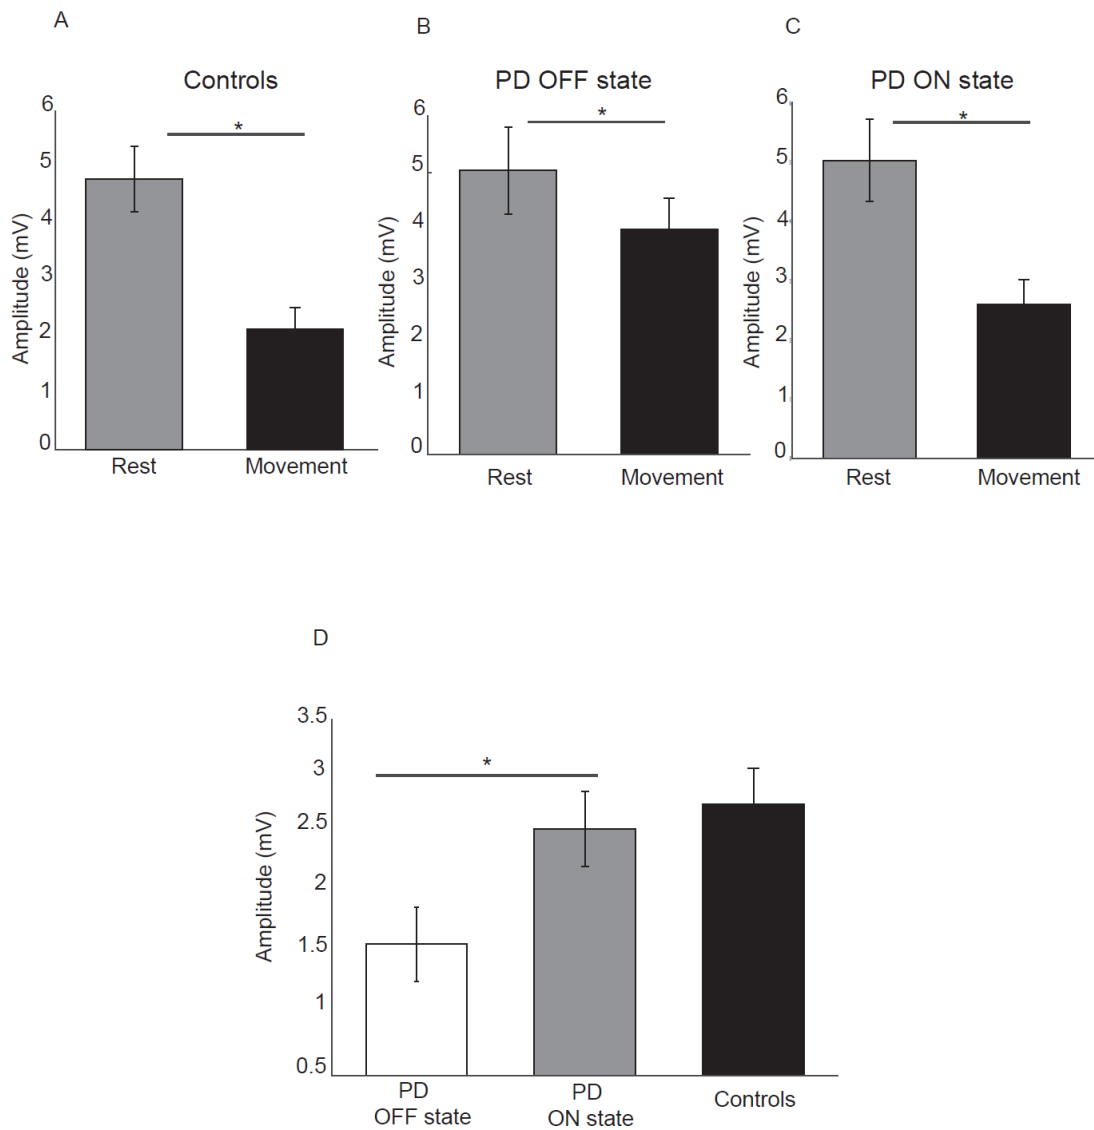 A
Controls
6
5
4
3
2
1
0
Amplitude (mV)
*
Rest
Movement
B
PD OFF state
6
5
4
3
2
1
0
Amplitude (mV)
*
Rest
Movement
C
PD ON state
6
5
4
3
2
1
0
Amplitude (mV)
*
Rest
Movement
D
3.5
3
2.5
2
1.5
1
0.5
Amplitude (mV)
*
PD
OFF state
PD
ON state
Controls